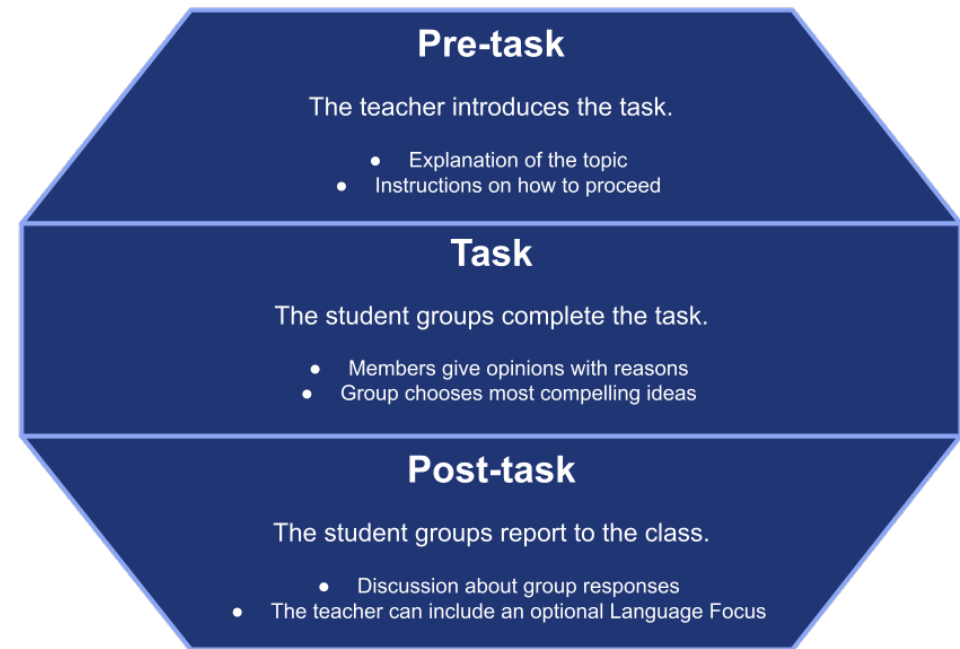 Pre-task
The teacher introduces the task.
● Explanation of the topic
● Instructions on how to proceed
Task
The student groups complete the task.
● Members give opinions with reasons
● Group chooses most compelling ideas
Post-task
The student groups report to the class.
● Discussion about group responses
● The teacher can include an optional Language Focus